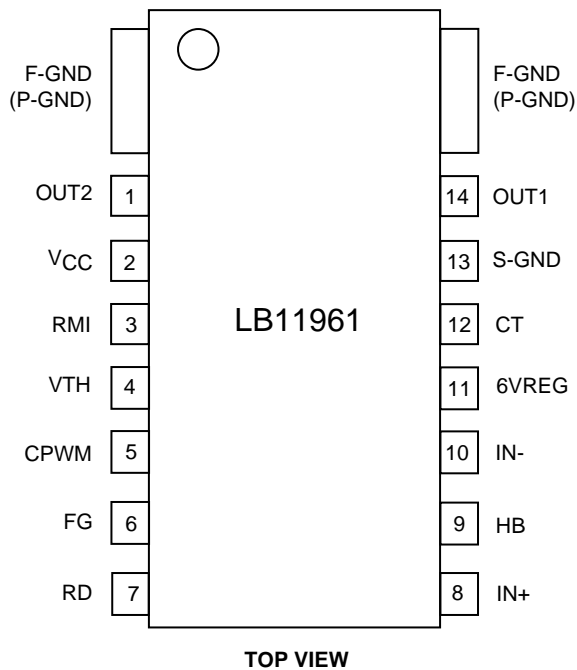 F-GND
(P-GND)
F-GND
(P-GND)
OUT2 1
14 OUT1
VCC 2
13 S-GND
RMI 3
LB11961
12 CT
VTH 4
11 6VREG
CPWM 5
10 IN-
FG 6
9 HB
RD 7
8 IN+
TOP VIEW